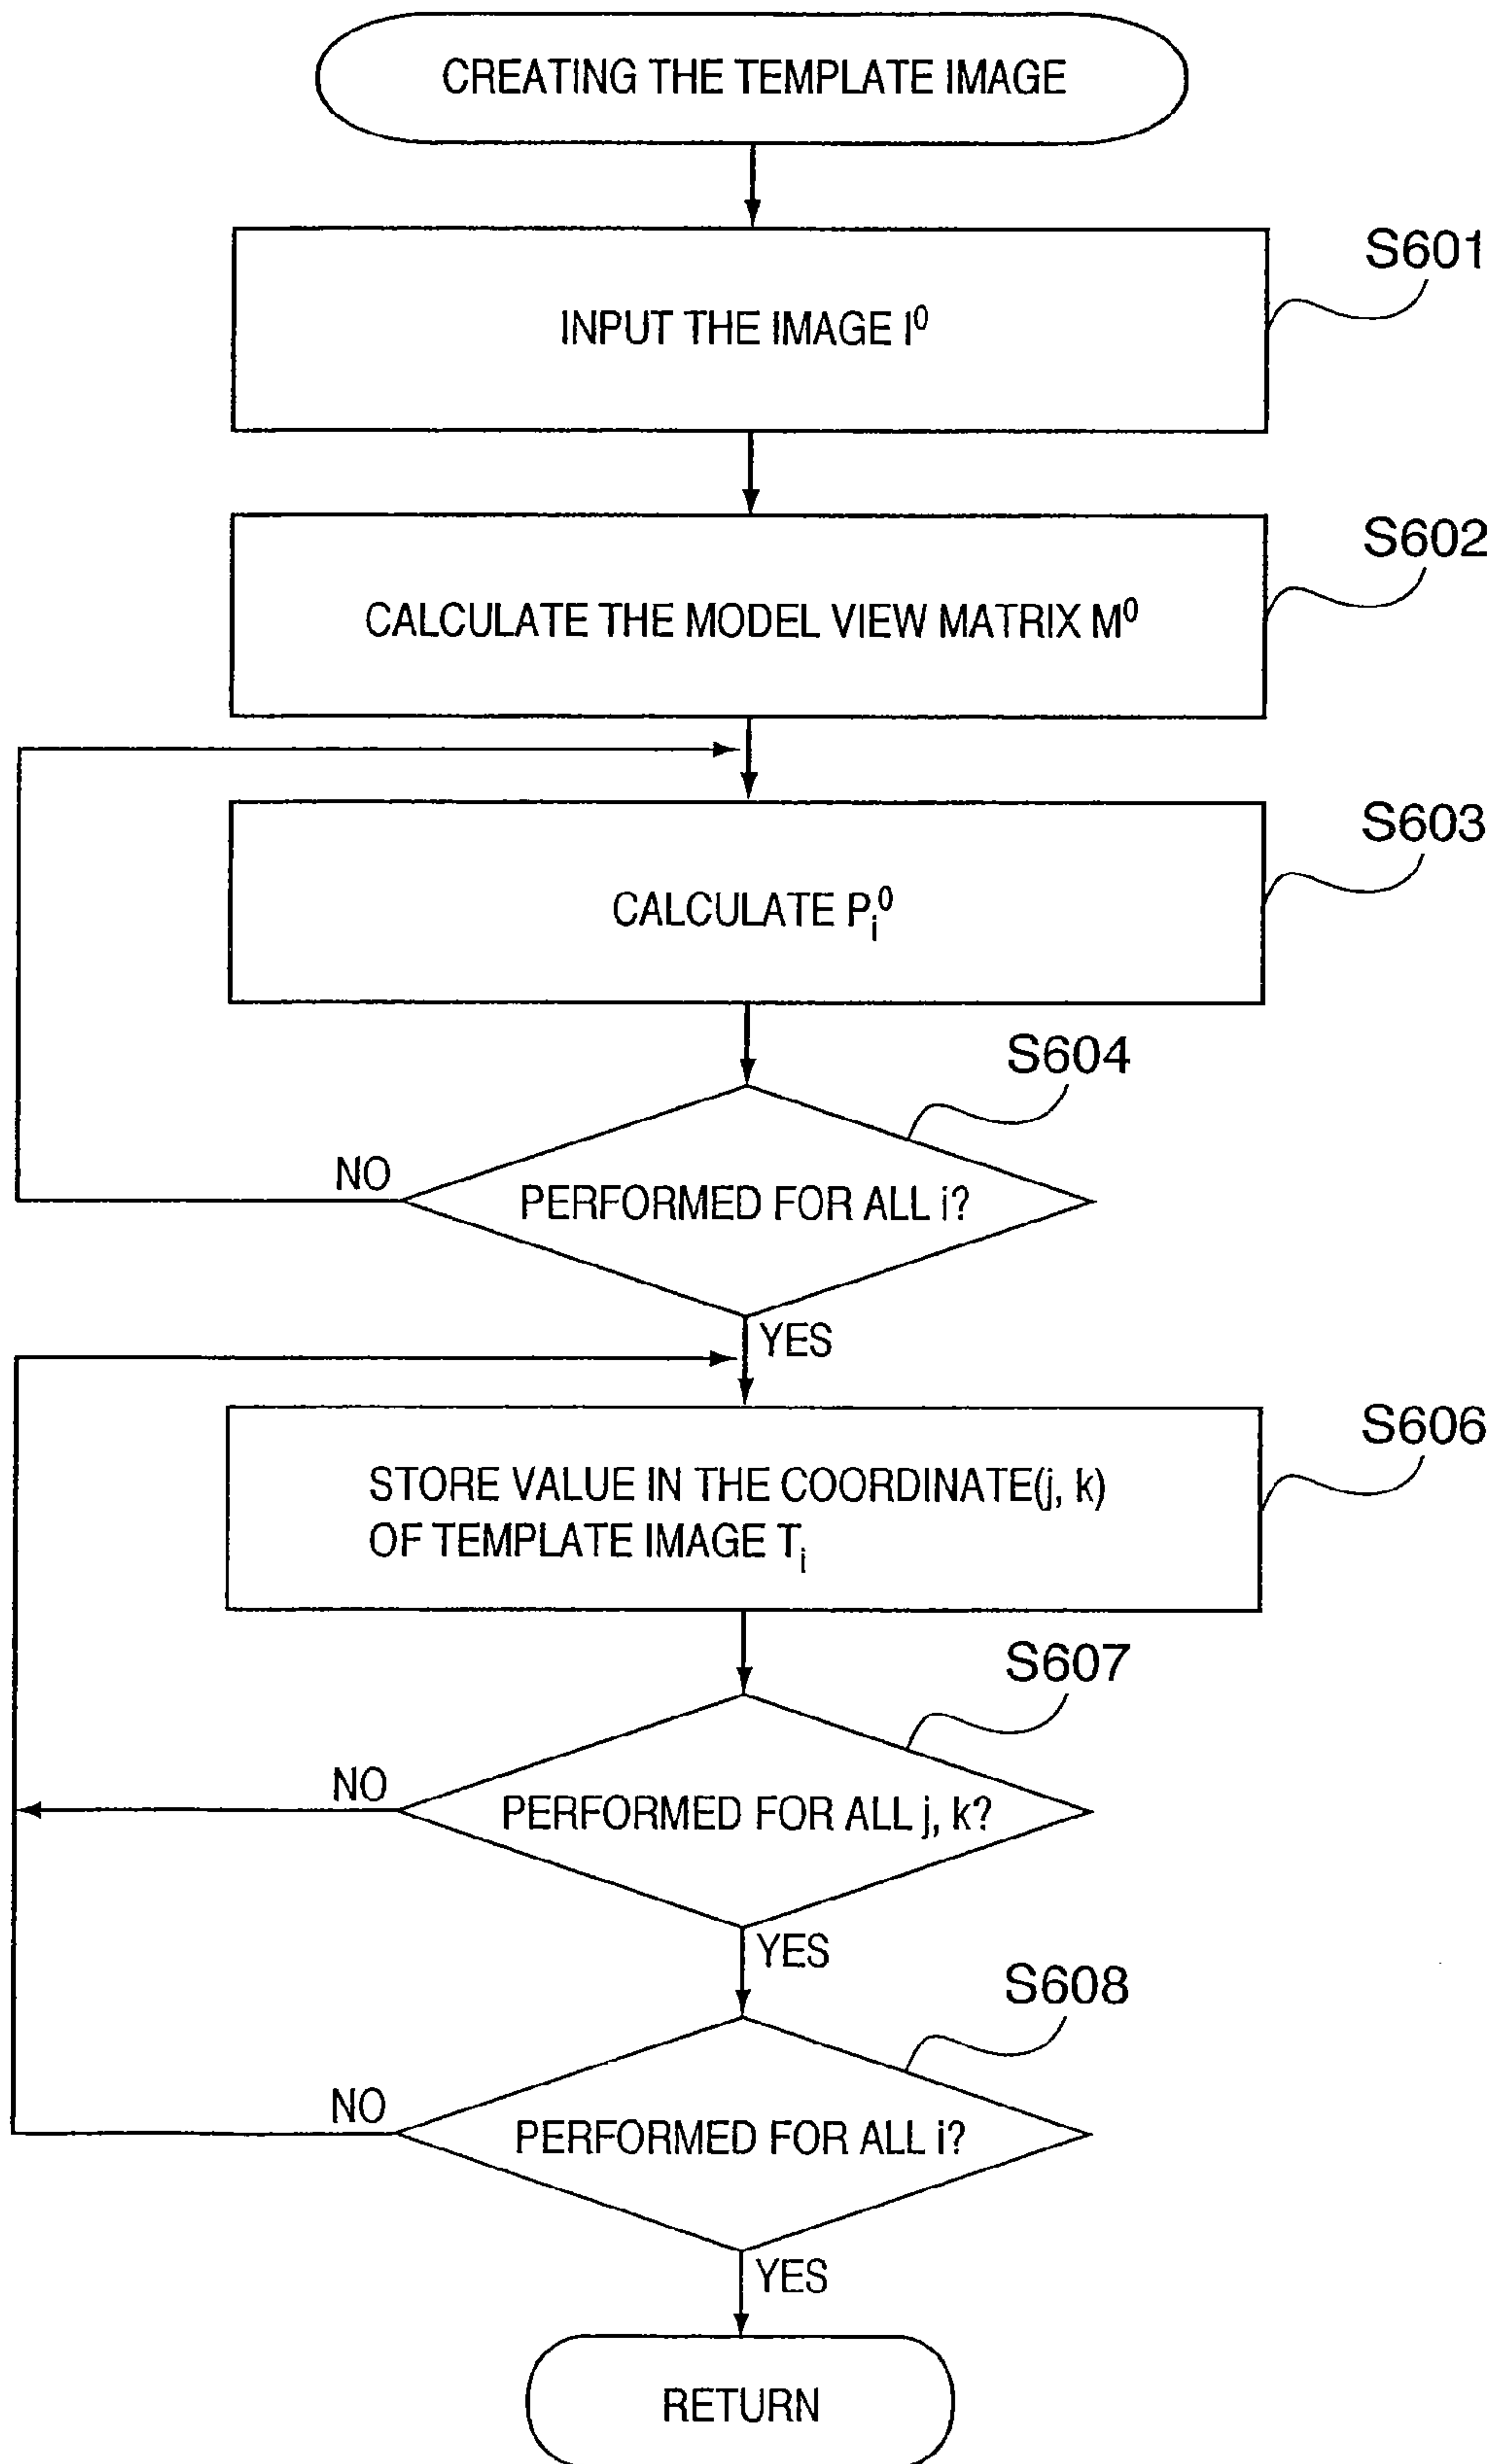 CREATING THE TEMPLATE IMAGE
S601
INPUT THE IMAGE I⁰
S602
CALCULATE THE MODEL VIEW MATRIX M⁰
S603
CALCULATE Pᵢ⁰
S604
NO
PERFORMED FOR ALL i?
YES
S606
STORE VALUE IN THE COORDINATE(j, k)
OF TEMPLATE IMAGE Tᵢ
S607
NO
PERFORMED FOR ALL j, k?
YES
S608
NO
PERFORMED FOR ALL i?
YES
RETURN